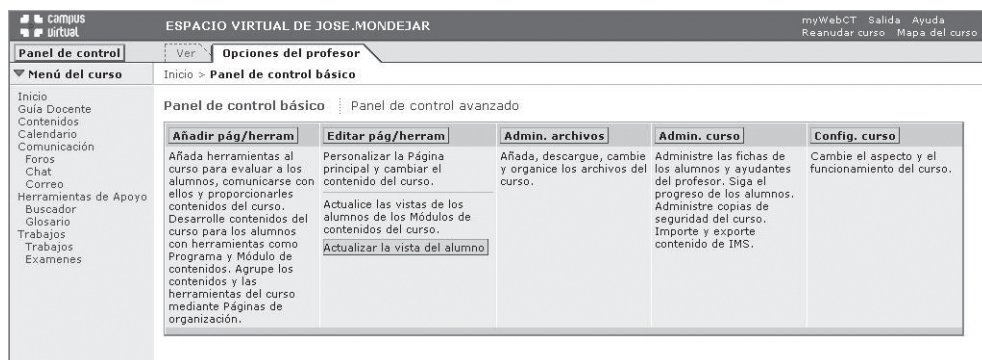 campus
virtual
ESPACIO VIRTUAL DE JOSE.MONDEJAR
myWebCT Salida Ayuda
Reanudar curso Mapa del curso
Panel de control
Ver
Opciones del profesor
Menú del curso
Inicio > Panel de control básico
Inicio
Guía Docente
Contenidos
Calendario
Comunicación
Foros
Chat
Correo
Herramientas de Apoyo
Buscador
Glosario
Trabajos
Trabajos
Examenes
Panel de control básico
Panel de control avanzado
Añadir pág/herram
Añada herramientas al
curso para evaluar a los
alumnos, comunicarse con
ellos y proporcionarles
contenidos del curso.
Desarrolle contenidos del
curso para los alumnos
con herramientas como
Programa y Módulo de
contenidos. Agrupe los
contenidos y las
herramientas del curso
mediante Páginas de
organización.
Editar pág/herram
Personalizar la Página
principal y cambiar el
contenido del curso.
Actualice las vistas de los
alumnos de los Módulos de
contenidos del curso.
Actualizar la vista del alumno
Admin. archivos
Añada, descargue, cambie
y organice los archivos del
curso.
Admin. curso
Administre las fichas de
los alumnos y ayudantes
del profesor. Siga el
progreso de los alumnos.
Administre copias de
seguridad del curso.
Importe y exporte
contenido de IMS.
Config. curso
Cambie el aspecto y el
funcionamiento del curso.